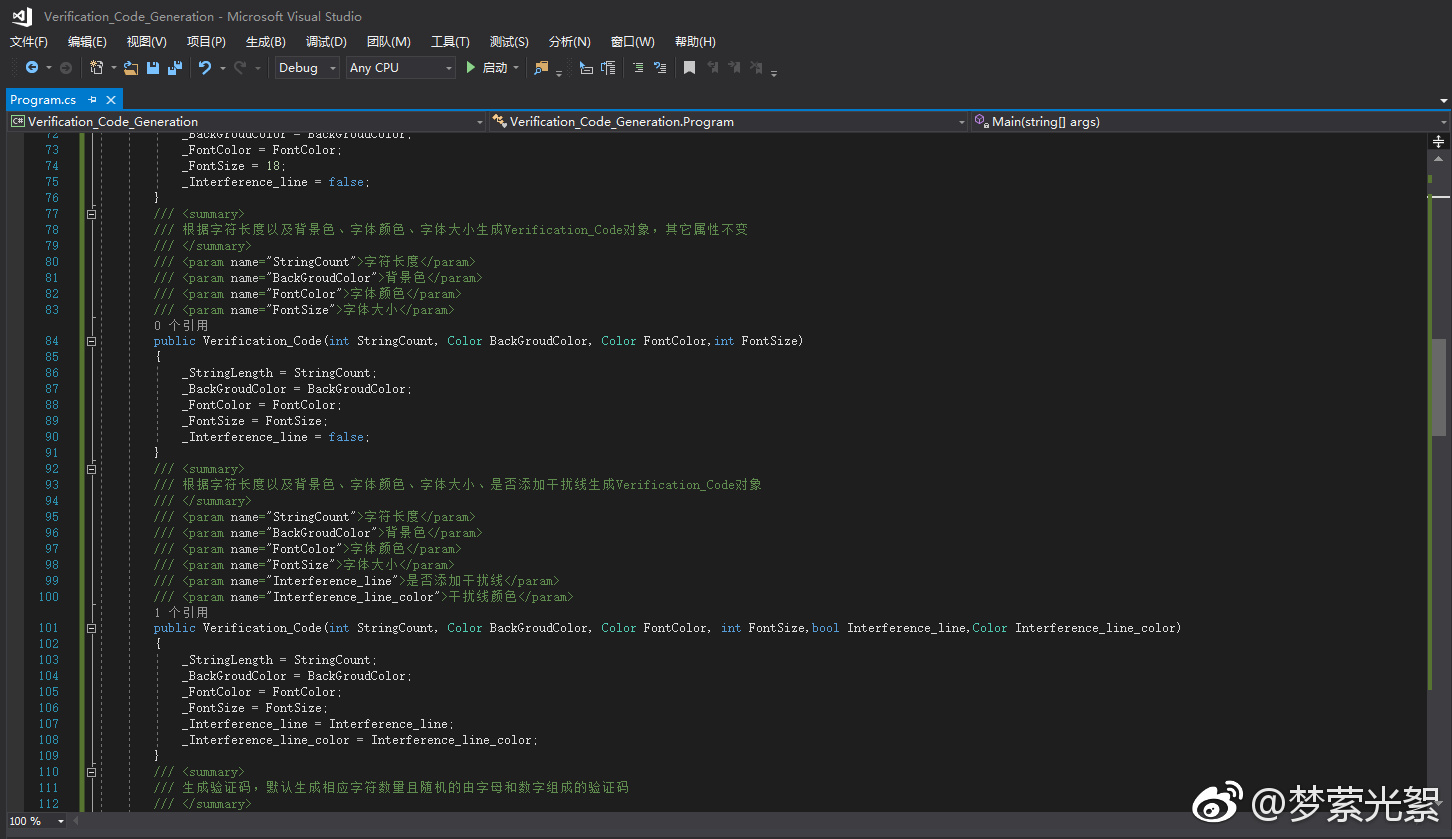 Verification_Code_Generation - Microsoft Visual Studio
文件(F) 编辑(E) 视图(V) 项目(P) 生成(B) 调试(D) 团队(M) 工具(T) 测试(S) 分析(N) 窗口(W) 帮助(H)
Debug Any CPU 启动
Program.cs
C# Verification_Code_Generation Verification_Code_Generation.Program Main(string[] args)
72 _BackGroudColor = BackGroudColor;
73 _FontColor = FontColor;
74 _FontSize = 18;
75 _Interference_line = false;
76 }
77 /// <summary>
78 /// 根据字符长度以及背景色、字体颜色、字体大小生成Verification_Code对象，其它属性不变
79 /// </summary>
80 /// <param name="StringCount">字符长度</param>
81 /// <param name="BackGroudColor">背景色</param>
82 /// <param name="FontColor">字体颜色</param>
83 /// <param name="FontSize">字体大小</param>
0 个引用
84 public Verification_Code(int StringCount, Color BackGroudColor, Color FontColor,int FontSize)
85 {
86 _StringLength = StringCount;
87 _BackGroudColor = BackGroudColor;
88 _FontColor = FontColor;
89 _FontSize = FontSize;
90 _Interference_line = false;
91 }
92 /// <summary>
93 /// 根据字符长度以及背景色、字体颜色、字体大小、是否添加干扰线生成Verification_Code对象
94 /// </summary>
95 /// <param name="StringCount">字符长度</param>
96 /// <param name="BackGroudColor">背景色</param>
97 /// <param name="FontColor">字体颜色</param>
98 /// <param name="FontSize">字体大小</param>
99 /// <param name="Interference_line">是否添加干扰线</param>
100 /// <param name="Interference_line_color">干扰线颜色</param>
1 个引用
101 public Verification_Code(int StringCount, Color BackGroudColor, Color FontColor, int FontSize,bool Interference_line,Color Interference_line_color)
102 {
103 _StringLength = StringCount;
104 _BackGroudColor = BackGroudColor;
105 _FontColor = FontColor;
106 _FontSize = FontSize;
107 _Interference_line = Interference_line;
108 _Interference_line_color = Interference_line_color;
109 }
110 /// <summary>
111 /// 生成验证码，默认生成相应字符数量且随机的由字母和数字组成的验证码
112 /// </summary>
100 %
@梦萦光絮